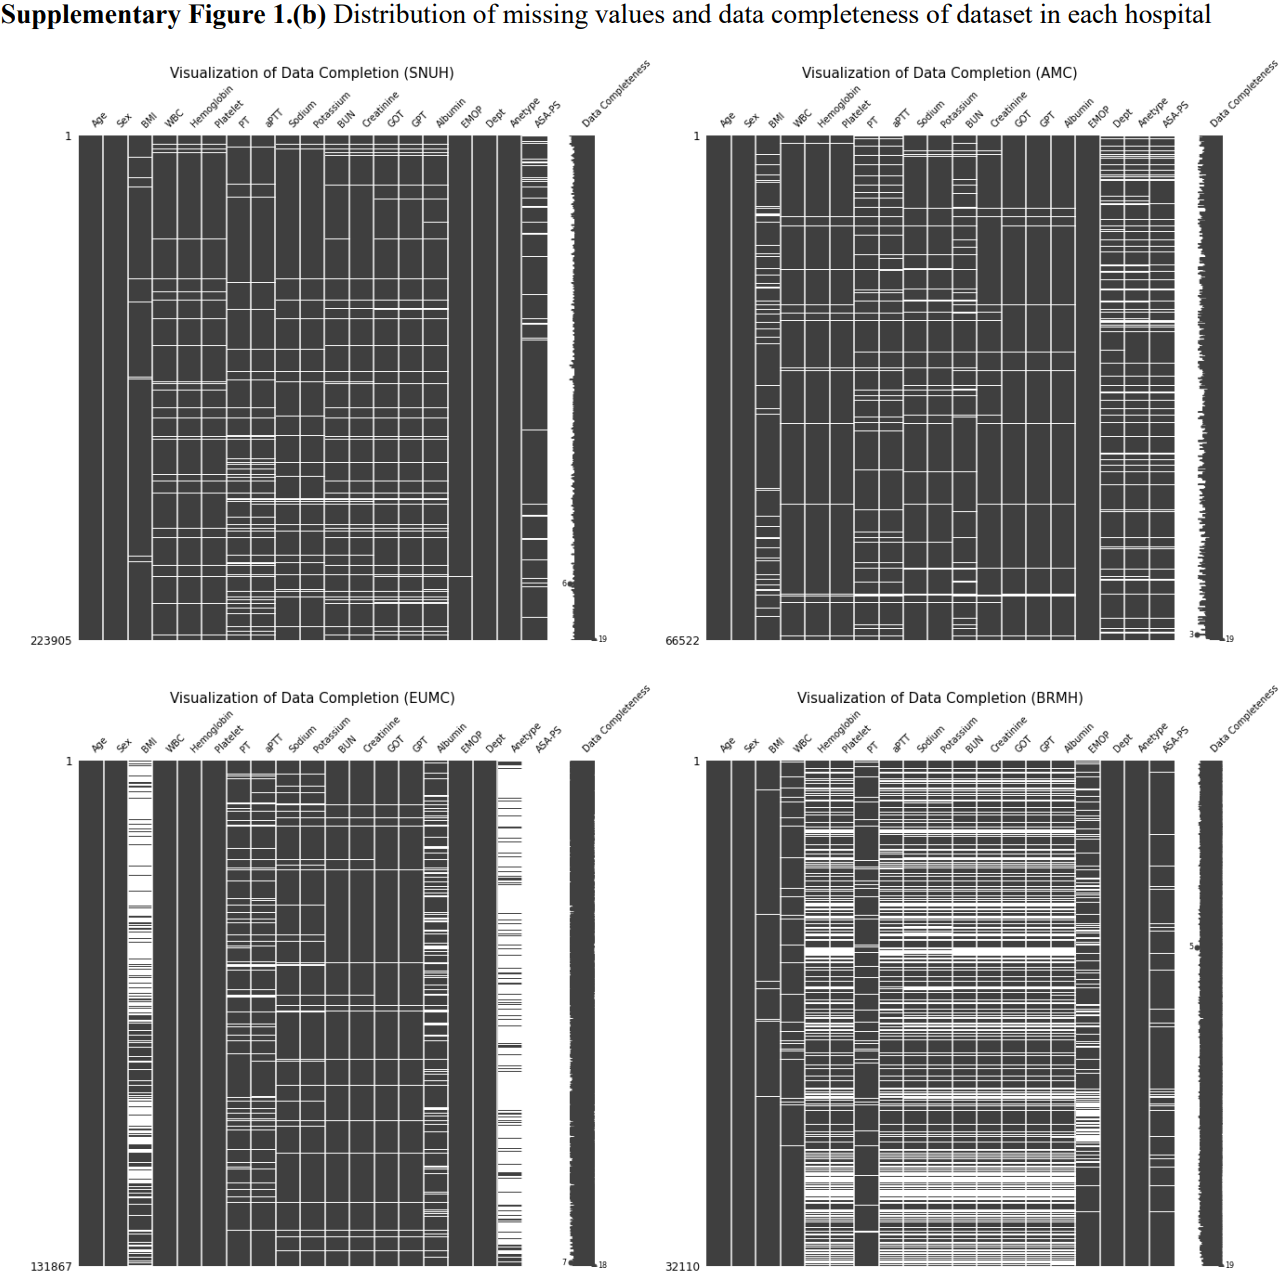 Supplementary Figure 1.(b) Distribution of missing values and data completeness of dataset in each hospital
Visualization of Data Completion (SNUH)
Age Sex BMI WBC Hemoglobin Platelet PT aPTT Sodium Potassium BUN Creatinine GOT GPT Albumin EMOP Dept Anetype ASA-PS Data Completeness
1
6
223905
19
Visualization of Data Completion (AMC)
Age Sex BMI WBC Hemoglobin Platelet PT aPTT Sodium Potassium BUN Creatinine GOT GPT Albumin EMOP Dept Anetype ASA-PS Data Completeness
1
3
66522
19
Visualization of Data Completion (EUMC)
Age Sex BMI WBC Hemoglobin Platelet PT aPTT Sodium Potassium BUN Creatinine GOT GPT Albumin EMOP Dept Anetype ASA-PS Data Completeness
1
7
131867
18
Visualization of Data Completion (BRMH)
Age Sex BMI WBC Hemoglobin Platelet PT aPTT Sodium Potassium BUN Creatinine GOT GPT Albumin EMOP Dept Anetype ASA-PS Data Completeness
1
5
32110
19